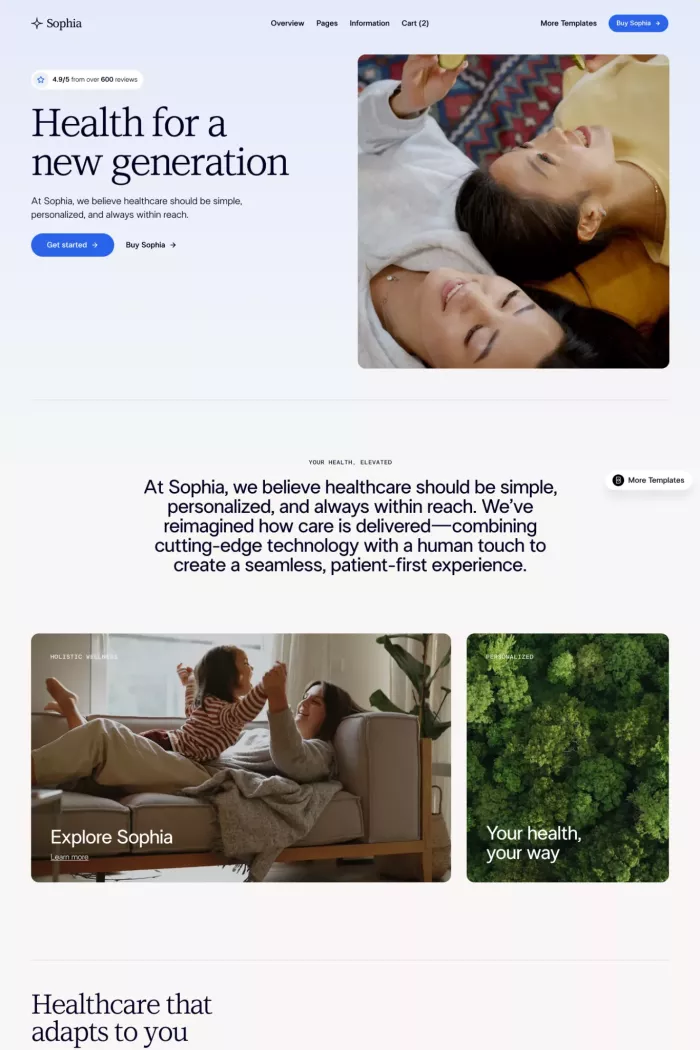 Sophia
Overview Pages Information Cart (2)
More Templates
Buy Sophia →
4.9/5 from over 600 reviews
Health for a
new generation
At Sophia, we believe healthcare should be simple,
personalized, and always within reach.
Get started →
Buy Sophia →
YOUR HEALTH, ELEVATED
At Sophia, we believe healthcare should be simple,
personalized, and always within reach. We’ve
reimagined how care is delivered—combining
cutting-edge technology with a human touch to
create a seamless, patient-first experience.
More Templates
HOLISTIC WELLNESS
Explore Sophia
Learn more
PERSONALIZED
Your health,
your way
Healthcare that
adapts to you